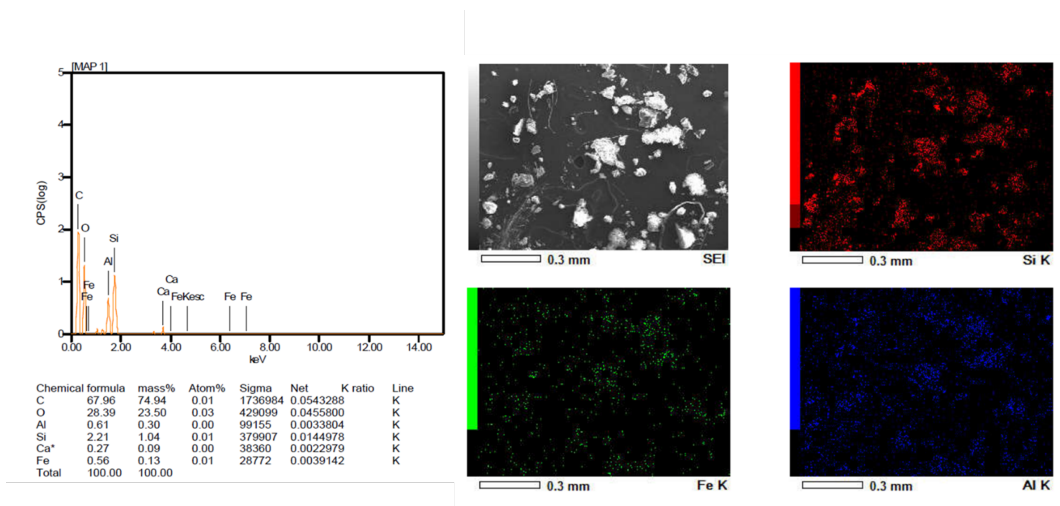 [MAP 1]
CPS(log)
5
4
3
2
1
0
C
O
Fe
Fe
Al
Si
Ca
Ca
FeKesc
Fe
Fe
0.00 2.00 4.00 6.00 8.00 10.00 12.00 14.00
keV
Chemical formula mass% Atom% Sigma Net K ratio Line
C 67.96 74.94 0.01 1736984 0.0543288 K
O 28.39 23.50 0.03 429099 0.0455800 K
Al 0.61 0.30 0.00 99155 0.0033804 K
Si 2.21 1.04 0.01 379907 0.0144978 K
Ca* 0.27 0.09 0.00 38360 0.0022979 K
Fe 0.56 0.13 0.01 28772 0.0039142 K
Total 100.00 100.00
0.3 mm SEI
0.3 mm Si K
0.3 mm Fe K
0.3 mm Al K